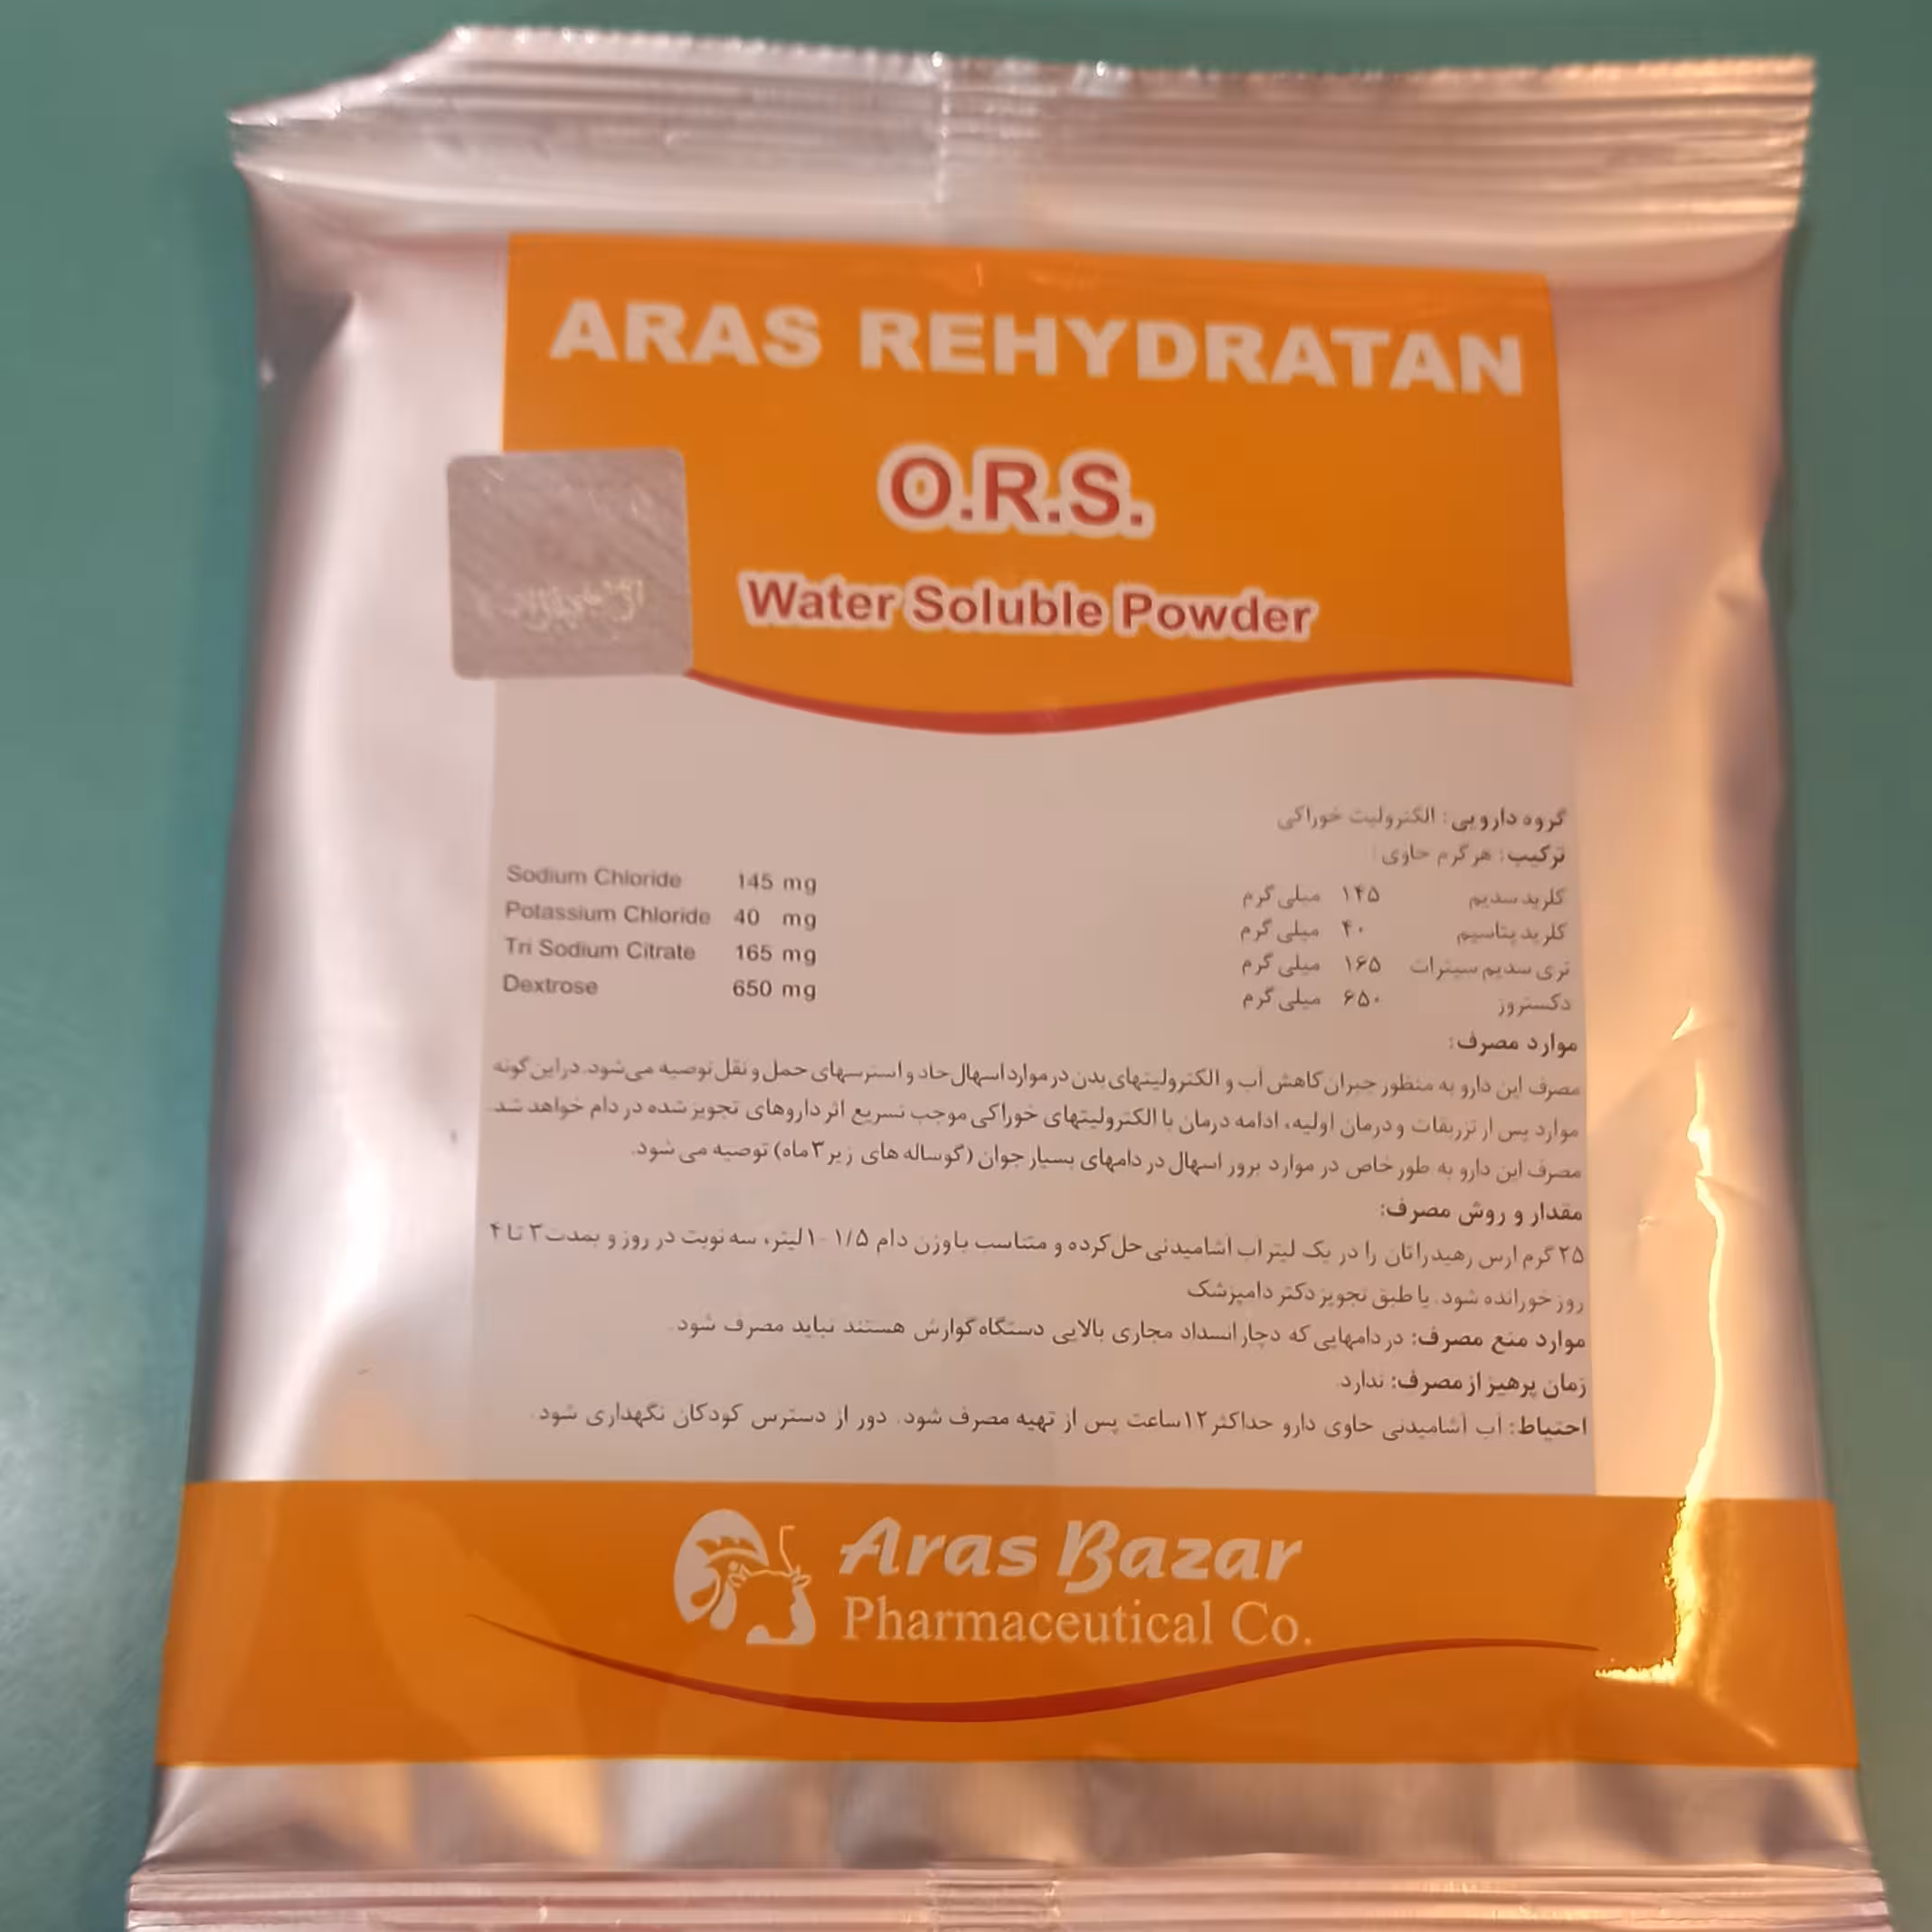 ARAS REHYDRATAN
O.R.S.
Water Soluble Powder
گروه دارویی: الکترولیت خوراکی
ترکیب: هر گرم حاوی:
Sodium Chloride 145 mg
Potassium Chloride 40 mg
Tri Sodium Citrate 165 mg
Dextrose 650 mg
کلرید سدیم ۱۴۵ میلی گرم
کلرید پتاسیم ۴۰ میلی گرم
تری سدیم سیترات ۱۶۵ میلی گرم
دکستروز ۶۵۰ میلی گرم
موارد مصرف:
مصرف این دارو به منظور جبران کاهش آب و الکترولیتهای بدن در موارد اسهال حاد و استرسهای حمل و نقل توصیه می‌شود. در این گونه
موارد پس از تزریقات و درمان اولیه، ادامه درمان با الکترولیتهای خوراکی موجب تسریع اثر داروهای تجویز شده در دام خواهد شد.
مصرف این دارو به طور خاص در موارد بروز اسهال در دامهای بسیار جوان (گوساله های زیر ۳ ماه) توصیه می شود.
مقدار و روش مصرف:
۲۵ گرم ارس رهیدراتان را در یک لیتر آب آشامیدنی حل کرده و متناسب با وزن دام ۱/۵-۱ لیتر، سه نوبت در روز و بمدت ۳ تا ۴
روز خورانده شود. یا طبق تجویز دکتر دامپزشک
موارد منع مصرف: در دامهایی که دچار انسداد مجاری بالایی دستگاه گوارش هستند نباید مصرف شود.
زمان پرهیز از مصرف: ندارد.
احتیاط: آب آشامیدنی حاوی دارو حداکثر ۱۲ ساعت پس از تهیه مصرف شود. دور از دسترس کودکان نگهداری شود.
Aras Bazar
Pharmaceutical Co.